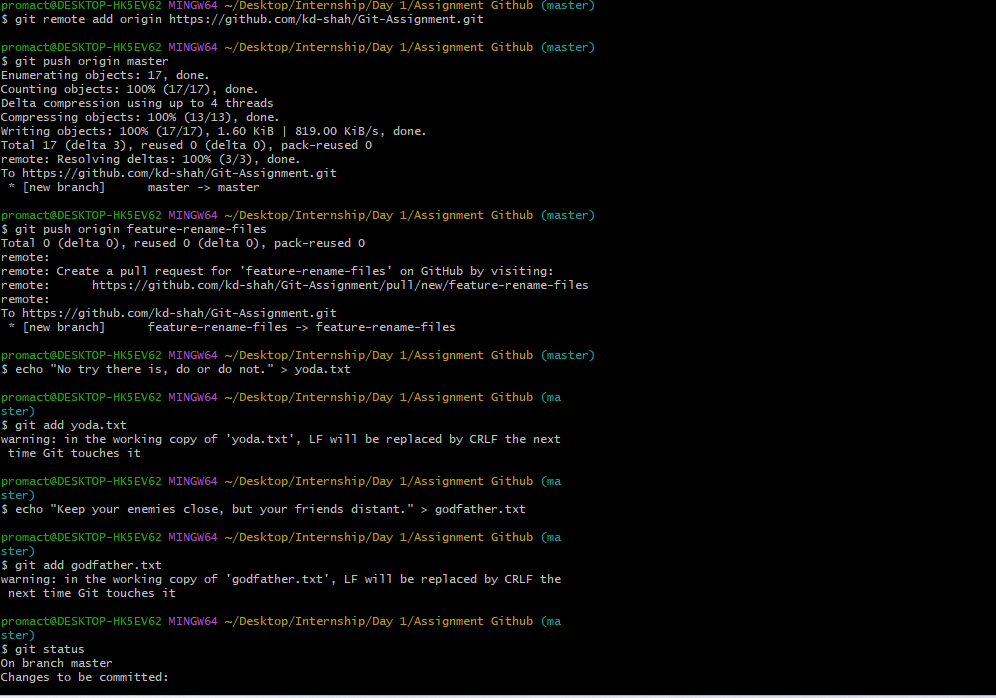 promact@DESKTOP-HK5EV62 MINGW64 ~/Desktop/Internship/Day 1/Assignment Github (master)
$ git remote add origin https://github.com/kd-shah/Git-Assignment.git
promact@DESKTOP-HK5EV62 MINGW64 ~/Desktop/Internship/Day 1/Assignment Github (master)
$ git push origin master
Enumerating objects: 17, done.
Counting objects: 100% (17/17), done.
Delta compression using up to 4 threads
Compressing objects: 100% (13/13), done.
Writing objects: 100% (17/17), 1.60 KiB | 819.00 KiB/s, done.
Total 17 (delta 3), reused 0 (delta 0), pack-reused 0
remote: Resolving deltas: 100% (3/3), done.
To https://github.com/kd-shah/Git-Assignment.git
 * [new branch]      master -> master
promact@DESKTOP-HK5EV62 MINGW64 ~/Desktop/Internship/Day 1/Assignment Github (master)
$ git push origin feature-rename-files
Total 0 (delta 0), reused 0 (delta 0), pack-reused 0
remote:
remote: Create a pull request for 'feature-rename-files' on GitHub by visiting:
remote:      https://github.com/kd-shah/Git-Assignment/pull/new/feature-rename-files
remote:
To https://github.com/kd-shah/Git-Assignment.git
 * [new branch]      feature-rename-files -> feature-rename-files
promact@DESKTOP-HK5EV62 MINGW64 ~/Desktop/Internship/Day 1/Assignment Github (master)
$ echo "No try there is, do or do not." > yoda.txt
promact@DESKTOP-HK5EV62 MINGW64 ~/Desktop/Internship/Day 1/Assignment Github (ma
ster)
$ git add yoda.txt
warning: in the working copy of 'yoda.txt', LF will be replaced by CRLF the next
 time Git touches it
promact@DESKTOP-HK5EV62 MINGW64 ~/Desktop/Internship/Day 1/Assignment Github (ma
ster)
$ echo "Keep your enemies close, but your friends distant." > godfather.txt
promact@DESKTOP-HK5EV62 MINGW64 ~/Desktop/Internship/Day 1/Assignment Github (ma
ster)
$ git add godfather.txt
warning: in the working copy of 'godfather.txt', LF will be replaced by CRLF the
 next time Git touches it
promact@DESKTOP-HK5EV62 MINGW64 ~/Desktop/Internship/Day 1/Assignment Github (ma
ster)
$ git status
On branch master
Changes to be committed: